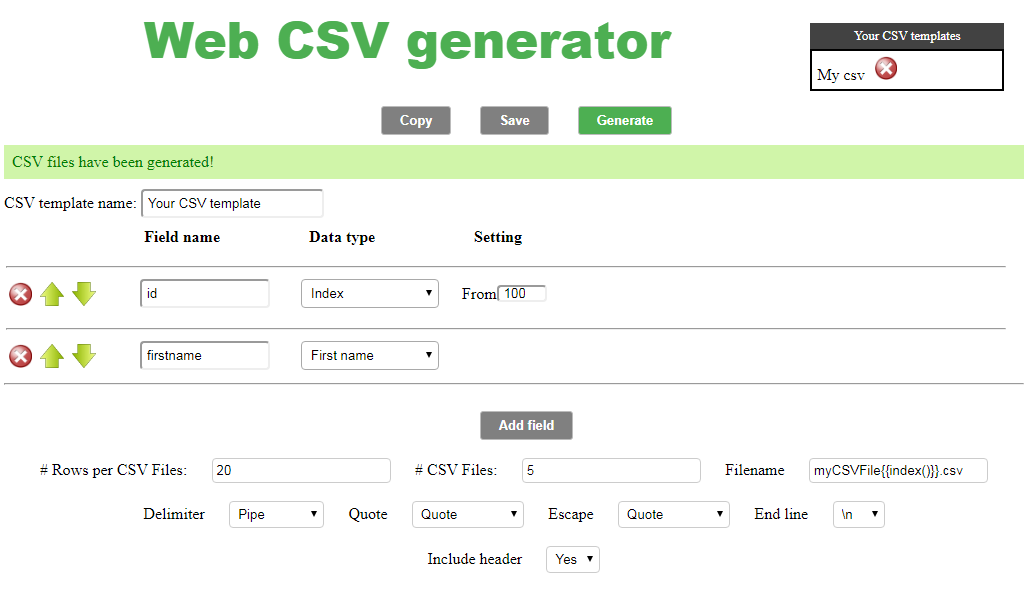 Web CSV generator
Your CSV templates
My csv
Copy Save Generate
CSV files have been generated!
CSV template name: Your CSV template
Field name Data type Setting
id Index From 100
firstname First name
Add field
# Rows per CSV Files: 20 # CSV Files: 5 Filename myCSVFile{{index()}}.csv
Delimiter Pipe Quote Quote Escape Quote End line \n
Include header Yes